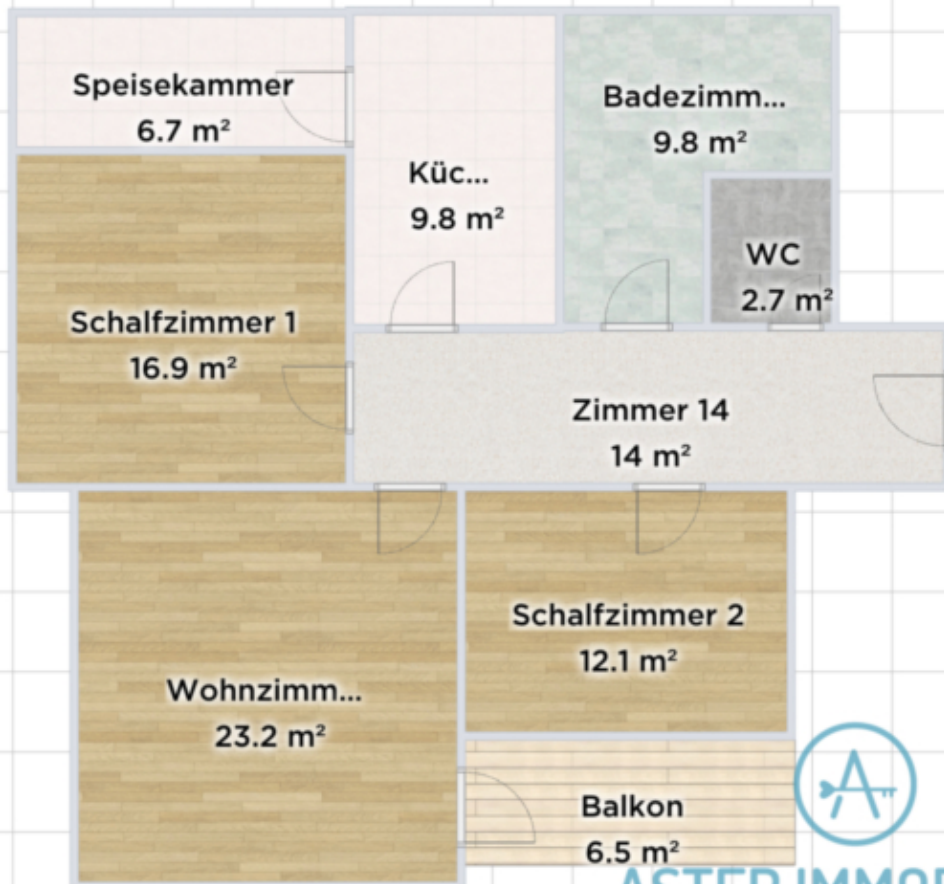 Speisekammer
6.7 m²
Badezimm...
9.8 m²
Küc...
9.8 m²
WC
2.7 m²
Schalfzimmer 1
16.9 m²
Zimmer 14
14 m²
Schalfzimmer 2
12.1 m²
Wohnzimm...
23.2 m²
Balkon
6.5 m²
ASTER IMMO